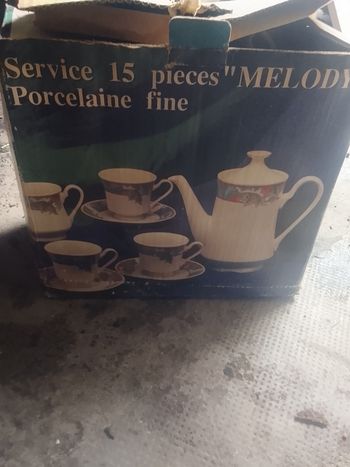 Service 15 pieces "MELODY
Porcelaine fine